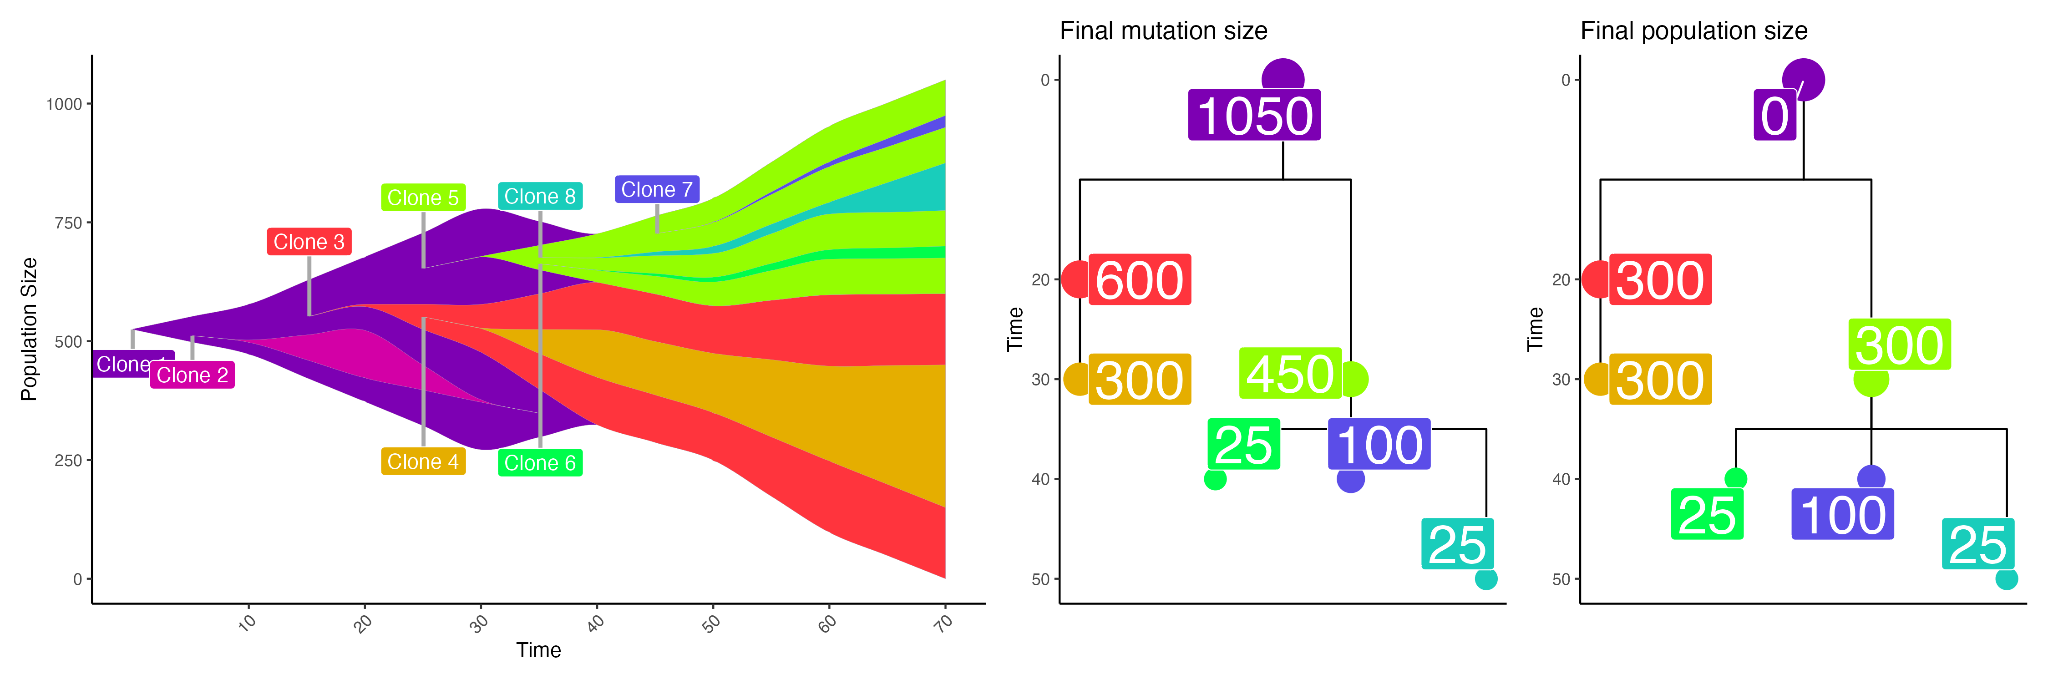 Population Size
1000
750
500
250
0
Clone 5
Clone 8
Clone 7
Clone 3
Clone 1
Clone 2
Clone 4
Clone 6
10
20
30
40
50
60
70
Time
Final mutation size
Time
0
20
30
40
50
1050
600
300
450
25
100
25
Final population size
Time
0
20
30
40
50
0
300
300
300
25
100
25